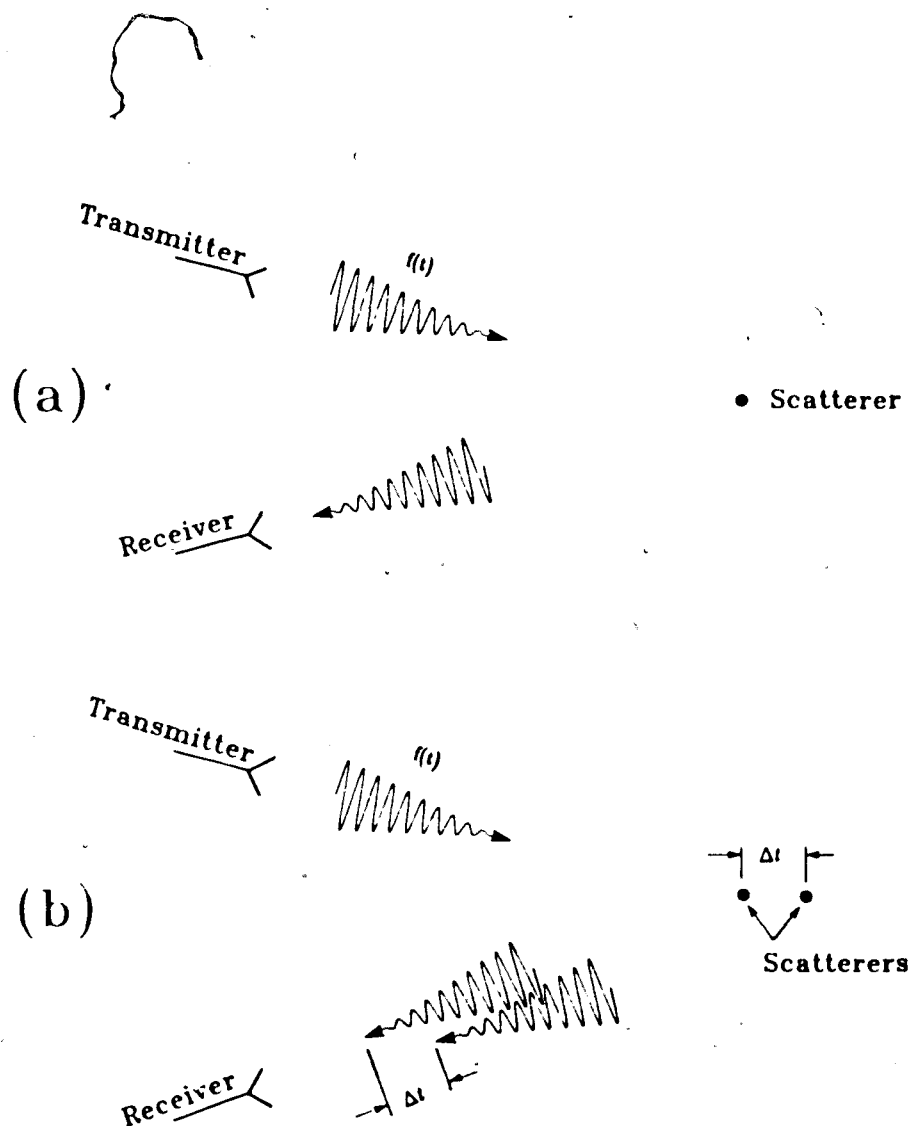 Transmitter
f(t)
(a)
Scatterer
Receiver
Transmitter
f(t)
Δt
(b)
Scatterers
Δt
Receiver